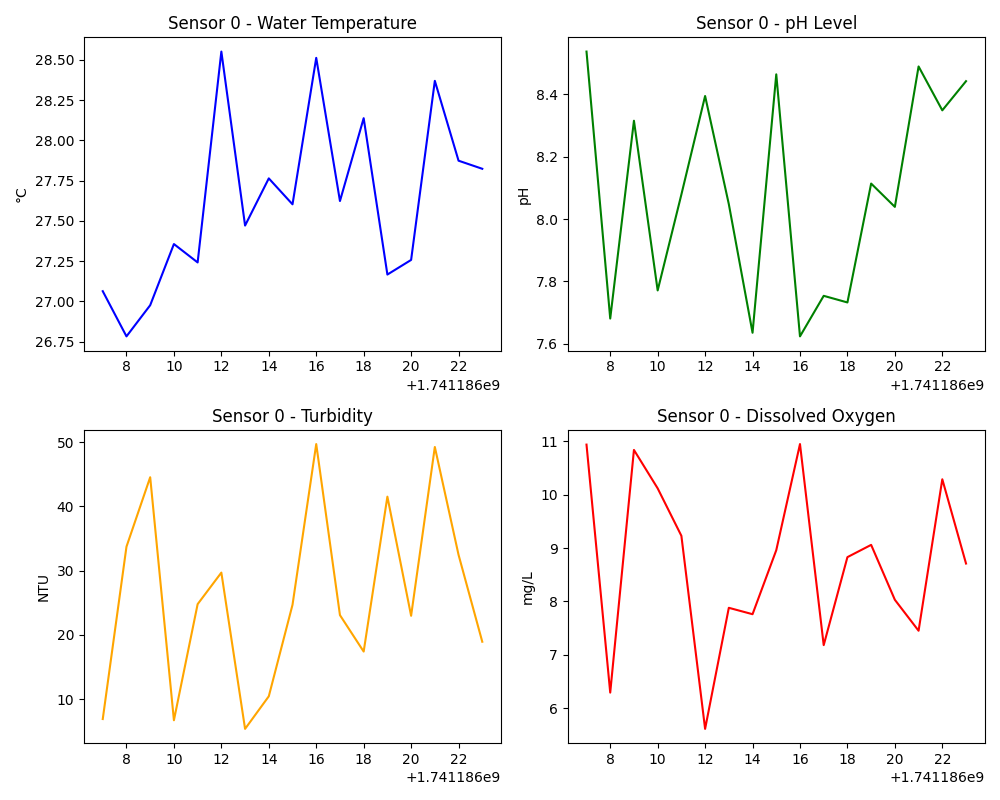 Sensor 0 - Water Temperature
°C
28.50
28.25
28.00
27.75
27.50
27.25
27.00
26.75
8 10 12 14 16 18 20 22
+1.741186e9
Sensor 0 - pH Level
pH
8.4
8.2
8.0
7.8
7.6
8 10 12 14 16 18 20 22
+1.741186e9
Sensor 0 - Turbidity
NTU
50
40
30
20
10
8 10 12 14 16 18 20 22
+1.741186e9
Sensor 0 - Dissolved Oxygen
mg/L
11
10
9
8
7
6
8 10 12 14 16 18 20 22
+1.741186e9